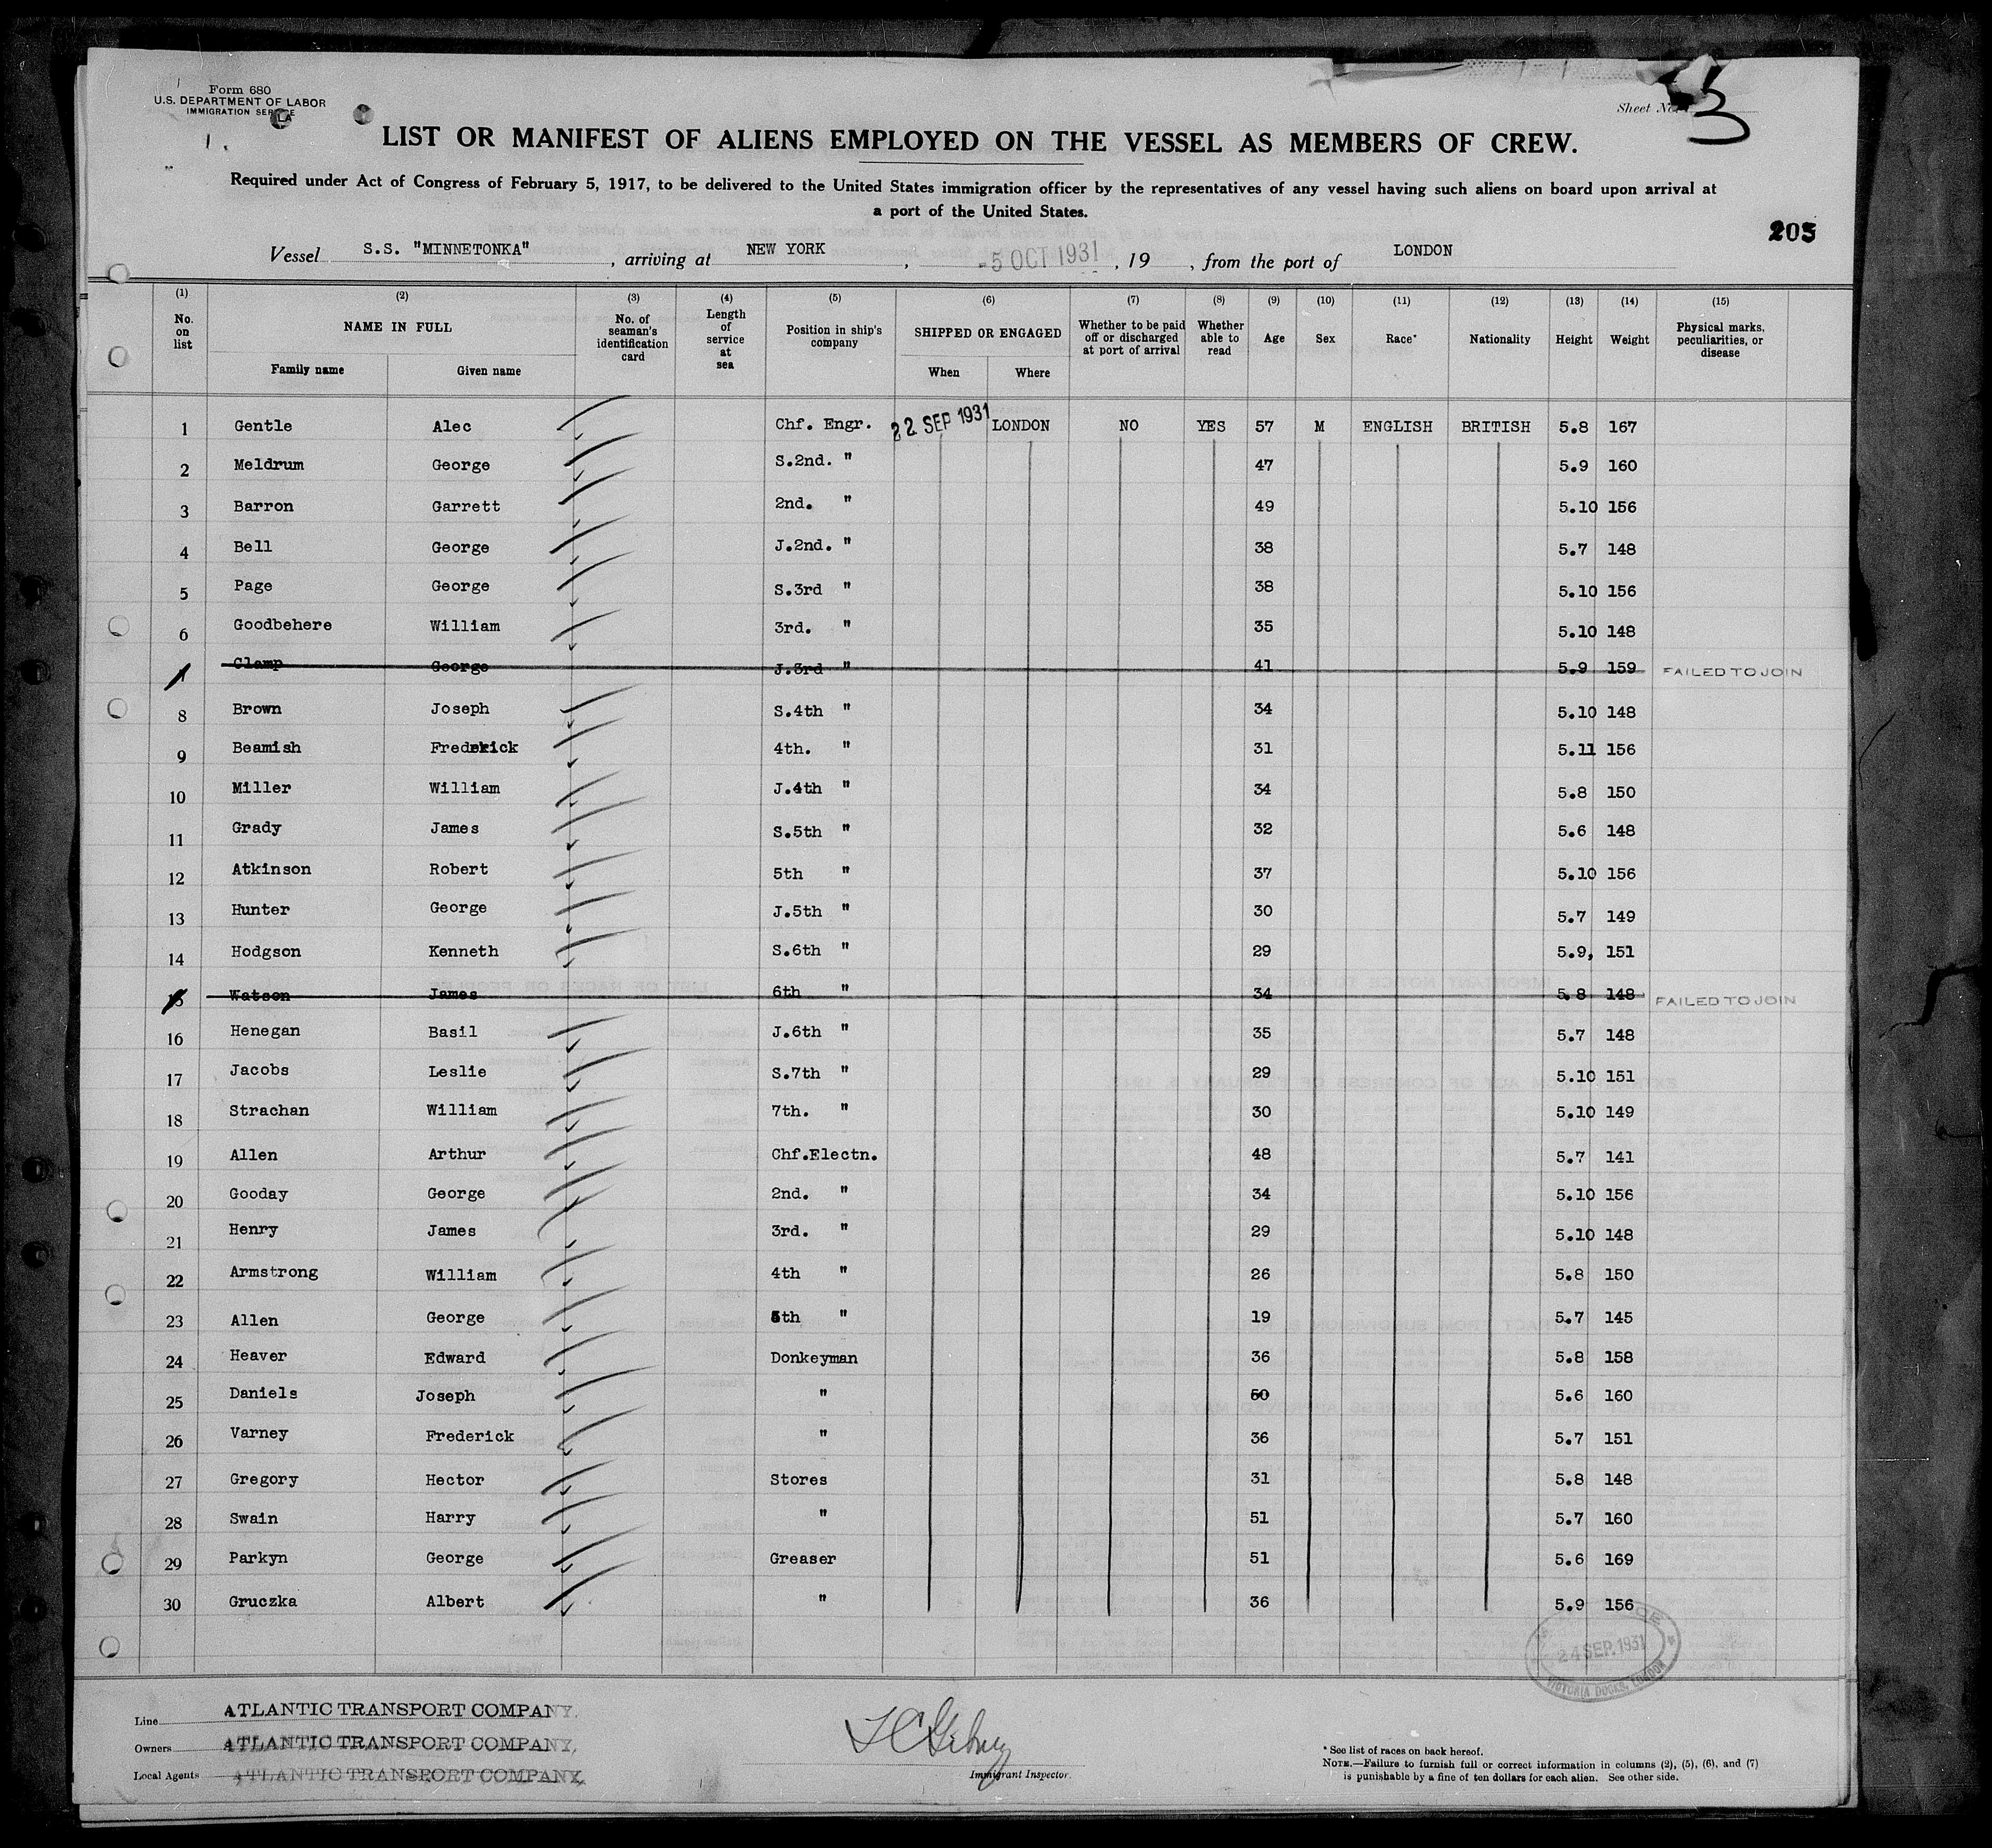 Form 680
U.S. DEPARTMENT OF LABOR
IMMIGRATION SERVICE
Sheet No. 3
LIST OR MANIFEST OF ALIENS EMPLOYED ON THE VESSEL AS MEMBERS OF CREW.
Required under Act of Congress of February 5, 1917, to be delivered to the United States immigration officer by the representatives of any vessel having such aliens on board upon arrival at
a port of the United States.
205
Vessel S.S. "MINNETONKA", arriving at NEW YORK, -5 OCT 1931, 19 , from the port of LONDON
(1) (2) (3) (4) (5) (6) (7) (8) (9) (10) (11) (12) (13) (14) (15)
No. on list NAME IN FULL No. of seaman's identification card Length of service at sea Position in ship's company SHIPPED OR ENGAGED Whether to be paid off or discharged at port of arrival Whether able to read Age Sex Race* Nationality Height Weight Physical marks, peculiarities, or disease
Family name Given name When Where
1 Gentle Alec Chf. Engr. 22 SEP 1931 LONDON NO YES 57 M ENGLISH BRITISH 5.8 167
2 Meldrum George S.2nd. " 47 5.9 160
3 Barron Garrett 2nd. " 49 5.10 156
4 Bell George J.2nd. " 38 5.7 148
5 Page George S.3rd " 38 5.10 156
6 Goodbehere William 3rd. " 35 5.10 148
7 Clamp George J.3rd " 41 5.9 159 FAILED TO JOIN
8 Brown Joseph S.4th " 34 5.10 148
9 Beamish Frederick 4th. " 31 5.11 156
10 Miller William J.4th " 34 5.8 150
11 Grady James S.5th " 32 5.6 148
12 Atkinson Robert 5th " 37 5.10 156
13 Hunter George J.5th " 30 5.7 149
14 Hodgson Kenneth S.6th " 29 5.9, 151
15 Watson James 6th " 34 5.8 148 FAILED TO JOIN
16 Henegan Basil J.6th " 35 5.7 148
17 Jacobs Leslie S.7th " 29 5.10 151
18 Strachan William 7th. " 30 5.10 149
19 Allen Arthur Chf.Electn. 48 5.7 141
20 Gooday George 2nd. " 34 5.10 156
21 Henry James 3rd. " 29 5.10 148
22 Armstrong William 4th " 26 5.8 150
23 Allen George 5th " 19 5.7 145
24 Heaver Edward Donkeyman 36 5.8 158
25 Daniels Joseph " 50 5.6 160
26 Varney Frederick " 36 5.7 151
27 Gregory Hector Stores 31 5.8 148
28 Swain Harry " 51 5.7 160
29 Parkyn George Greaser 51 5.6 169
30 Gruczka Albert " 36 5.9 156
24 SEP. 1931
VICTORIA DOCKS, LONDON
Line ATLANTIC TRANSPORT COMPANY,
Owners ATLANTIC TRANSPORT COMPANY,
Local Agents ATLANTIC TRANSPORT COMPANY,
Immigrant Inspector.
* See list of races on back hereof.
NOTE.—Failure to furnish full or correct information in columns (2), (5), (6), and (7)
is punishable by a fine of ten dollars for each alien. See other side.